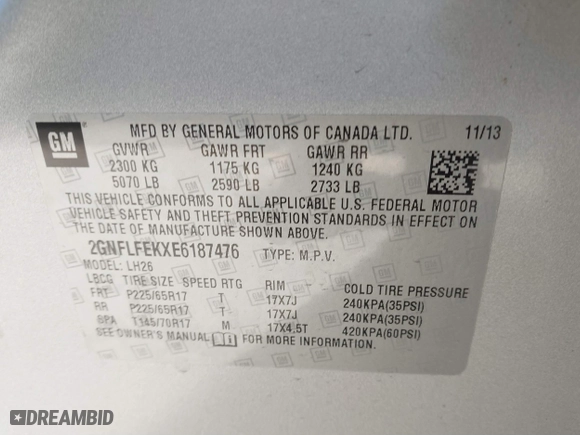 GM
MFD BY GENERAL MOTORS OF CANADA LTD. 11/13
GVWR GAWR FRT GAWR RR
2300 KG 1175 KG 1240 KG
5070 LB 2590 LB 2733 LB
THIS VEHICLE CONFORMS TO ALL APPLICABLE U.S. FEDERAL MOTOR
VEHICLE SAFETY AND THEFT PREVENTION STANDARDS IN EFFECT ON
THE DATE OF MANUFACTURE SHOWN ABOVE.
2GNFLFEKXE6187476 TYPE: M.P.V.
MODEL: LH26
LBCG TIRE SIZE SPEED RTG RIM COLD TIRE PRESSURE
FRT P225/65R17 T 17X7J 240KPA(35PSI)
RR P225/65R17 T 17X7J 240KPA(35PSI)
SPA T145/70R17 M 17X4.5T 420KPA(60PSI)
SEE OWNER'S MANUAL FOR MORE INFORMATION.
DREAMBID